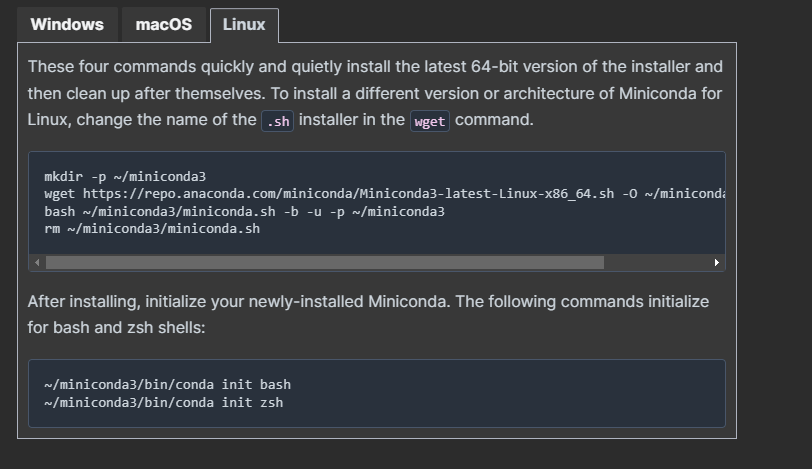 Windows macOS Linux
These four commands quickly and quietly install the latest 64-bit version of the installer and
then clean up after themselves. To install a different version or architecture of Miniconda for
Linux, change the name of the .sh installer in the wget command.
mkdir -p ~/miniconda3
wget https://repo.anaconda.com/miniconda/Miniconda3-latest-Linux-x86_64.sh -O ~/miniconda
bash ~/miniconda3/miniconda.sh -b -u -p ~/miniconda3
rm ~/miniconda3/miniconda.sh
After installing, initialize your newly-installed Miniconda. The following commands initialize
for bash and zsh shells:
~/miniconda3/bin/conda init bash
~/miniconda3/bin/conda init zsh